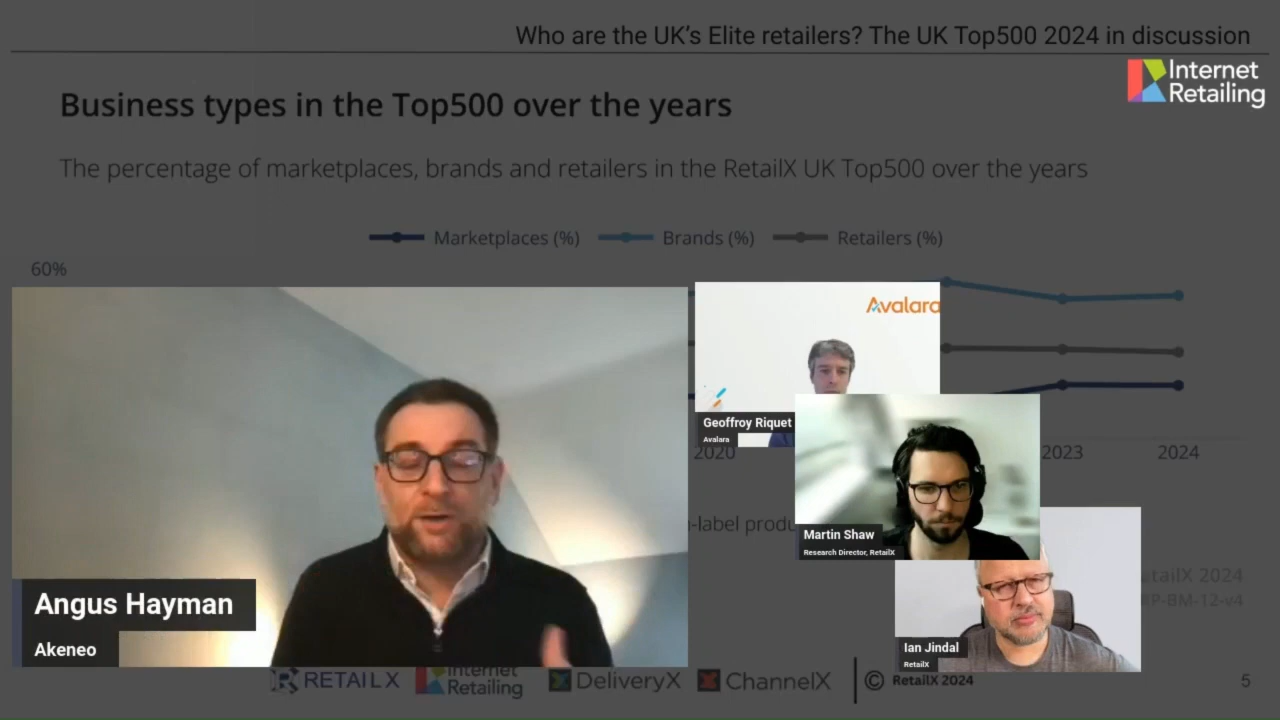 Who are the UK's Elite retailers? The UK Top500 2024 in discussion
Internet
Retailing
Business types in the Top500 over the years
The percentage of marketplaces, brands and retailers in the RetailX UK Top500 over the years
Marketplaces (%) Brands (%) Retailers (%)
60%
Avalara
Geoffroy Riquet
Avalara
2020 2023 2024
Martin Shaw
Research Director, RetailX
Angus Hayman
Akeneo
Ian Jindal
RetailX
RETAIL X
Internet
Retailing
DeliveryX
ChannelX
© RetailX 2024
5